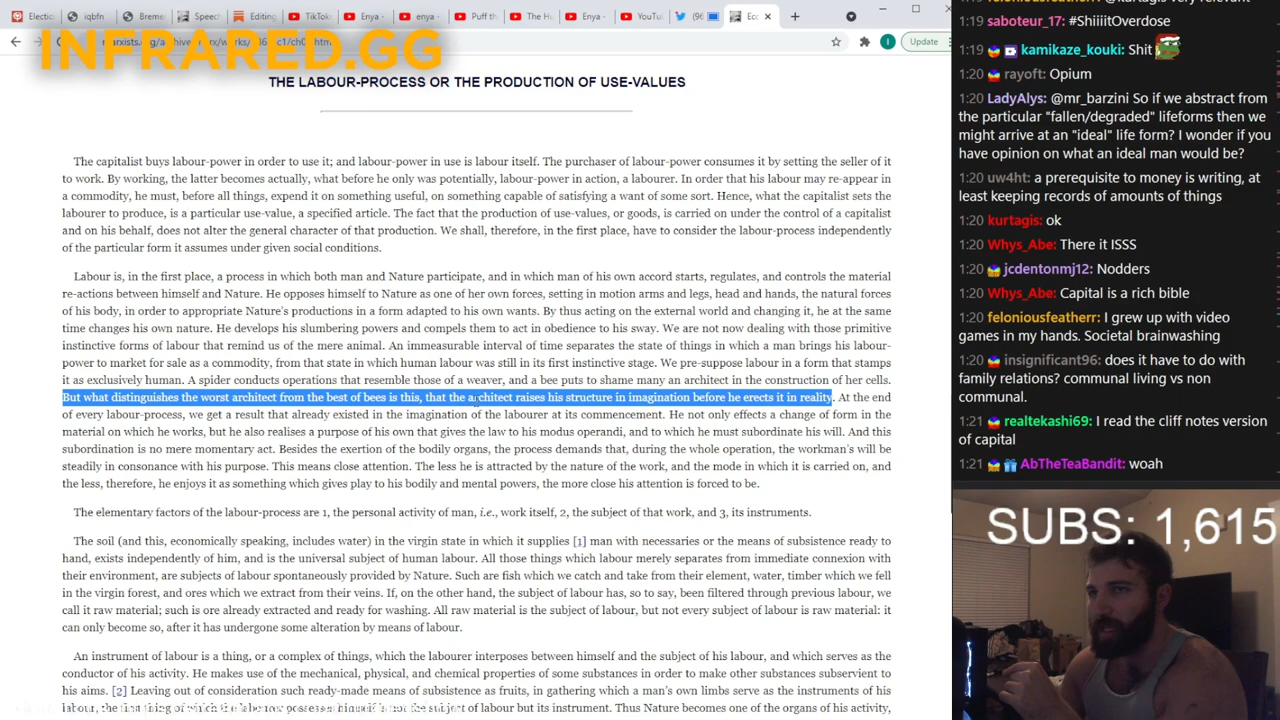 Electic
iqbfn
Breme
Speech
Editing
TikTok
Enya -
enya -
Puff th
The Hu
Enya -
YouTu
(96
Ec
Update
INFRARED.GG
THE LABOUR-PROCESS OR THE PRODUCTION OF USE-VALUES
The capitalist buys labour-power in order to use it; and labour-power in use is labour itself. The purchaser of labour-power consumes it by setting the seller of it
to work. By working, the latter becomes actually, what before he only was potentially, labour-power in action, a labourer. In order that his labour may re-appear in
a commodity, he must, before all things, expend it on something useful, on something capable of satisfying a want of some sort. Hence, what the capitalist sets the
labourer to produce, is a particular use-value, a specified article. The fact that the production of use-values, or goods, is carried on under the control of a capitalist
and on his behalf, does not alter the general character of that production. We shall, therefore, in the first place, have to consider the labour-process independently
of the particular form it assumes under given social conditions.
Labour is, in the first place, a process in which both man and Nature participate, and in which man of his own accord starts, regulates, and controls the material
re-actions between himself and Nature. He opposes himself to Nature as one of her own forces, setting in motion arms and legs, head and hands, the natural forces
of his body, in order to appropriate Nature's productions in a form adapted to his own wants. By thus acting on the external world and changing it, he at the same
time changes his own nature. He develops his slumbering powers and compels them to act in obedience to his sway. We are not now dealing with those primitive
instinctive forms of labour that remind us of the mere animal. An immeasurable interval of time separates the state of things in which a man brings his labour-
power to market for sale as a commodity, from that state in which human labour was still in its first instinctive stage. We pre-suppose labour in a form that stamps
it as exclusively human. A spider conducts operations that resemble those of a weaver, and a bee puts to shame many an architect in the construction of her cells.
But what distinguishes the worst architect from the best of bees is this, that the architect raises his structure in imagination before he erects it in reality. At the end
of every labour-process, we get a result that already existed in the imagination of the labourer at its commencement. He not only effects a change of form in the
material on which he works, but he also realises a purpose of his own that gives the law to his modus operandi, and to which he must subordinate his will. And this
subordination is no mere momentary act. Besides the exertion of the bodily organs, the process demands that, during the whole operation, the workman's will be
steadily in consonance with his purpose. This means close attention. The less he is attracted by the nature of the work, and the mode in which it is carried on, and
the less, therefore, he enjoys it as something which gives play to his bodily and mental powers, the more close his attention is forced to be.
The elementary factors of the labour-process are 1, the personal activity of man, i.e., work itself, 2, the subject of that work, and 3, its instruments.
The soil (and this, economically speaking, includes water) in the virgin state in which it supplies [1] man with necessaries or the means of subsistence ready to
hand, exists independently of him, and is the universal subject of human labour. All those things which labour merely separates from immediate connexion with
their environment, are subjects of labour spontaneously provided by Nature. Such are fish which we catch and take from their element, water, timber which we fell
in the virgin forest, and ores which we extract from their veins. If, on the other hand, the subject of labour has, so to say, been filtered through previous labour, we
call it raw material; such is ore already extracted and ready for washing. All raw material is the subject of labour, but not every subject of labour is raw material: it
can only become so, after it has undergone some alteration by means of labour.
An instrument of labour is a thing, or a complex of things, which the labourer interposes between himself and the subject of his labour, and which serves as the
conductor of his activity. He makes use of the mechanical, physical, and chemical properties of some substances in order to make other substances subservient to
his aims. [2] Leaving out of consideration such ready-made means of subsistence as fruits, in gathering which a man's own limbs serve as the instruments of his
1:19 saboteur_17: #ShiiiitOverdose
1:19 kamikaze_kouki: Shit
1:20 rayoft: Opium
1:20 LadyAlys: @mr_barzini So if we abstract from
the particular "fallen/degraded" lifeforms then we
might arrive at an "ideal" life form? I wonder if you
have opinion on what an ideal man would be?
1:20 uw4ht: a prerequisite to money is writing, at
least keeping records of amounts of things
1:20 kurtagis: ok
1:20 Whys_Abe: There it ISSS
1:20 jcdentonmj12: Nodders
1:20 Whys_Abe: Capital is a rich bible
1:20 feloniousfeatherr: I grew up with video
games in my hands. Societal brainwashing
1:20 insignificant96: does it have to do with
family relations? communal living vs non
communal.
1:21 realtekashi69: I read the cliff notes version
of capital
1:21 AbTheTeaBandit: woah
SUBS: 1,615